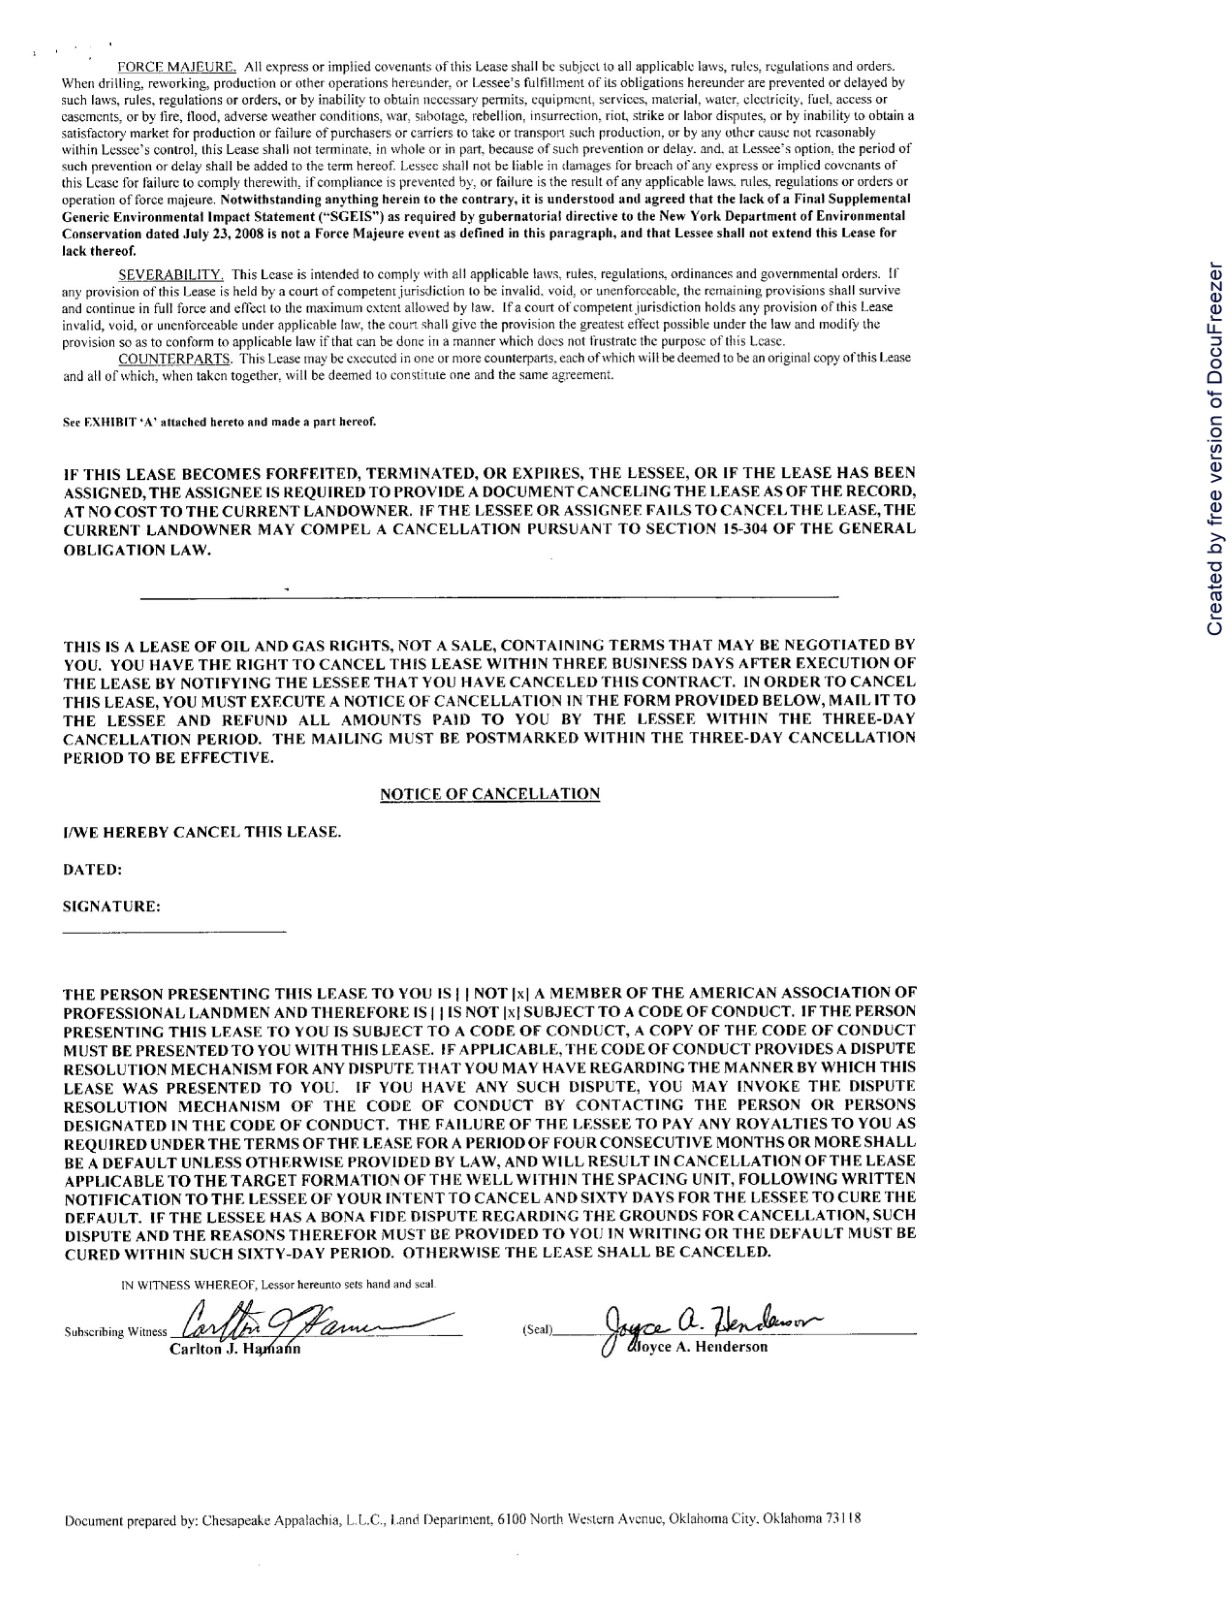 FORCE MAJEURE. All express or implied covenants of this Lease shall be subject to all applicable laws, rules, regulations and orders.
When drilling, reworking, production or other operations hereunder, or Lessee's fulfillment of its obligations hereunder are prevented or delayed by
such laws, rules, regulations or orders, or by inability to obtain necessary permits, equipment, services, material, water, electricity, fuel, access or
easements, or by fire, flood, adverse weather conditions, war, sabotage, rebellion, insurrection, riot, strike or labor disputes, or by inability to obtain a
satisfactory market for production or failure of purchasers or carriers to take or transport such production, or by any other cause not reasonably
within Lessee's control, this Lease shall not terminate, in whole or in part, because of such prevention or delay. and, at Lessee's option, the period of
such prevention or delay shall be added to the term hereof. Lessee shall not be liable in damages for breach of any express or implied covenants of
this Lease for failure to comply therewith, if compliance is prevented by, or failure is the result of any applicable laws. rules, regulations or orders or
operation of force majeure. Notwithstanding anything herein to the contrary, it is understood and agreed that the lack of a Final Supplemental
Generic Environmental Impact Statement ("SGEIS") as required by gubernatorial directive to the New York Department of Environmental
Conservation dated July 23, 2008 is not a Force Majeure event as defined in this paragraph, and that Lessee shall not extend this Lease for
lack thereof.
SEVERABILITY. This Lease is intended to comply with all applicable laws, rules, regulations, ordinances and governmental orders. If
any provision of this Lease is held by a court of competent jurisdiction to be invalid. void, or unenforceable, the remaining provisions shall survive
and continue in full force and effect to the maximum extent allowed by law. If a court of competent jurisdiction holds any provision of this Lease
invalid, void, or unenforceable under applicable law, the court shall give the provision the greatest effect possible under the law and modify the
provision so as to conform to applicable law if that can be done in a manner which does not frustrate the purpose of this Lease.
COUNTERPARTS. This Lease may be executed in one or more counterparts, each of which will be deemed to be an original copy of this Lease
and all of which, when taken together, will be deemed to constitute one and the same agreement.
See EXHIBIT 'A' attached hereto and made a part hereof.
IF THIS LEASE BECOMES FORFEITED, TERMINATED, OR EXPIRES, THE LESSEE, OR IF THE LEASE HAS BEEN
ASSIGNED, THE ASSIGNEE IS REQUIRED TO PROVIDE A DOCUMENT CANCELING THE LEASE AS OF THE RECORD,
AT NO COST TO THE CURRENT LANDOWNER. IF THE LESSEE OR ASSIGNEE FAILS TO CANCEL THE LEASE, THE
CURRENT LANDOWNER MAY COMPEL A CANCELLATION PURSUANT TO SECTION 15-304 OF THE GENERAL
OBLIGATION LAW.
THIS IS A LEASE OF OIL AND GAS RIGHTS, NOT A SALE, CONTAINING TERMS THAT MAY BE NEGOTIATED BY
YOU. YOU HAVE THE RIGHT TO CANCEL THIS LEASE WITHIN THREE BUSINESS DAYS AFTER EXECUTION OF
THE LEASE BY NOTIFYING THE LESSEE THAT YOU HAVE CANCELED THIS CONTRACT. IN ORDER TO CANCEL
THIS LEASE, YOU MUST EXECUTE A NOTICE OF CANCELLATION IN THE FORM PROVIDED BELOW, MAIL IT TO
THE LESSEE AND REFUND ALL AMOUNTS PAID TO YOU BY THE LESSEE WITHIN THE THREE-DAY
CANCELLATION PERIOD. THE MAILING MUST BE POSTMARKED WITHIN THE THREE-DAY CANCELLATION
PERIOD TO BE EFFECTIVE.
NOTICE OF CANCELLATION
I/WE HEREBY CANCEL THIS LEASE.
DATED:
SIGNATURE:
THE PERSON PRESENTING THIS LEASE TO YOU IS [ ] NOT [x] A MEMBER OF THE AMERICAN ASSOCIATION OF
PROFESSIONAL LANDMEN AND THEREFORE IS [ ] IS NOT [x] SUBJECT TO A CODE OF CONDUCT. IF THE PERSON
PRESENTING THIS LEASE TO YOU IS SUBJECT TO A CODE OF CONDUCT, A COPY OF THE CODE OF CONDUCT
MUST BE PRESENTED TO YOU WITH THIS LEASE. IF APPLICABLE, THE CODE OF CONDUCT PROVIDES A DISPUTE
RESOLUTION MECHANISM FOR ANY DISPUTE THAT YOU MAY HAVE REGARDING THE MANNER BY WHICH THIS
LEASE WAS PRESENTED TO YOU. IF YOU HAVE ANY SUCH DISPUTE, YOU MAY INVOKE THE DISPUTE
RESOLUTION MECHANISM OF THE CODE OF CONDUCT BY CONTACTING THE PERSON OR PERSONS
DESIGNATED IN THE CODE OF CONDUCT. THE FAILURE OF THE LESSEE TO PAY ANY ROYALTIES TO YOU AS
REQUIRED UNDER THE TERMS OF THE LEASE FOR A PERIOD OF FOUR CONSECUTIVE MONTHS OR MORE SHALL
BE A DEFAULT UNLESS OTHERWISE PROVIDED BY LAW, AND WILL RESULT IN CANCELLATION OF THE LEASE
APPLICABLE TO THE TARGET FORMATION OF THE WELL WITHIN THE SPACING UNIT, FOLLOWING WRITTEN
NOTIFICATION TO THE LESSEE OF YOUR INTENT TO CANCEL AND SIXTY DAYS FOR THE LESSEE TO CURE THE
DEFAULT. IF THE LESSEE HAS A BONA FIDE DISPUTE REGARDING THE GROUNDS FOR CANCELLATION, SUCH
DISPUTE AND THE REASONS THEREFOR MUST BE PROVIDED TO YOU IN WRITING OR THE DEFAULT MUST BE
CURED WITHIN SUCH SIXTY-DAY PERIOD. OTHERWISE THE LEASE SHALL BE CANCELED.
IN WITNESS WHEREOF, Lessor hereunto sets hand and seal.
Subscribing Witness Carlton J Hamann (Seal) Joyce A. Henderson
Carlton J. Hamann Joyce A. Henderson
Document prepared by: Chesapeake Appalachia, L.L.C., Land Department, 6100 North Western Avenue, Oklahoma City. Oklahoma 73118
Created by free version of DocuFreezer